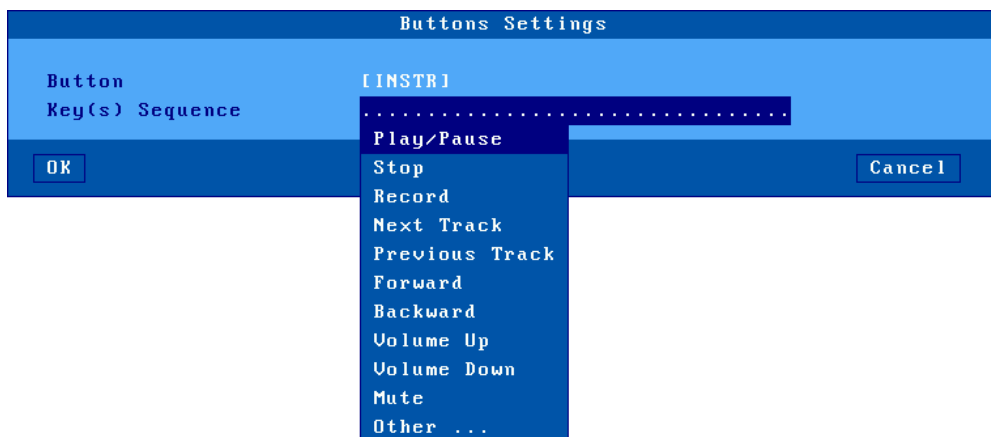 Buttons Settings
Button [INSTR]
Key(s) Sequence .................................
Play/Pause
OK Stop Cancel
Record
Next Track
Previous Track
Forward
Backward
Volume Up
Volume Down
Mute
Other ...